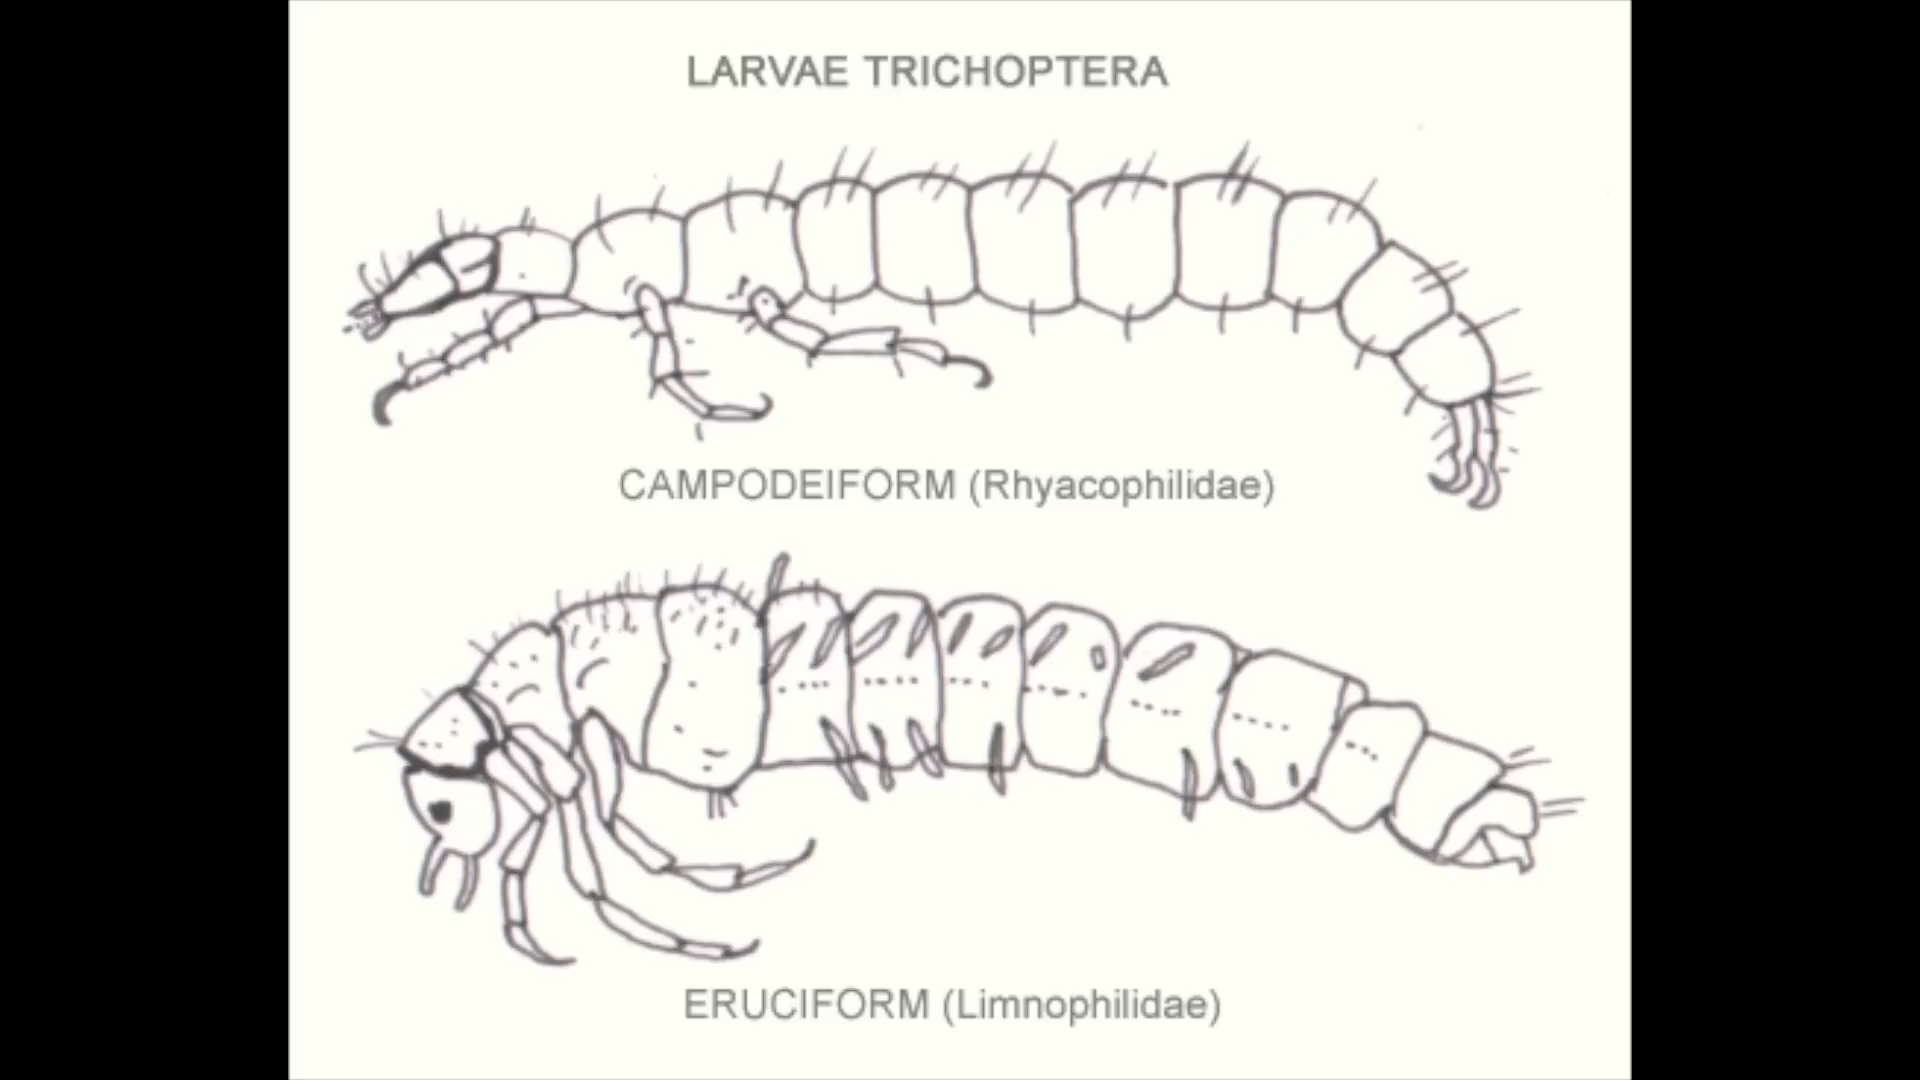 LARVAE TRICHOPTERA
CAMPODEIFORM (Rhyacophilidae)
ERUCIFORM (Limnophilidae)